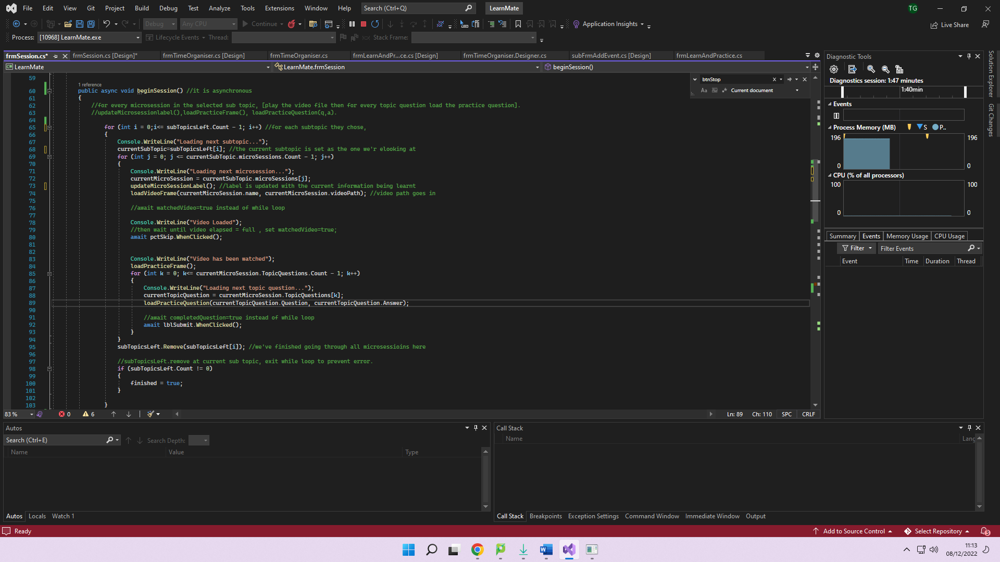 File Edit View Git Project Build Debug Test Analyze Tools Extensions Window Help Search (Ctrl+Q) LearnMate TG
Debug Any CPU Continue Application Insights Live Share
Process: [10968] LearnMate.exe Lifecycle Events Thread: Stack Frame:
frmSession.cs* frmSession.cs [Design]* frmTimeOrganiser.cs [Design] frmTimeOrganiser.cs frmLearnAndPr...ce.cs [Design] frmTimeOrganiser.Designer.cs subFrmAddEvent.cs [Design] frmLearnAndPractice.cs
LearnMate LearnMate.frmSession beginSession()
btnStop
Aa Current document
59
1 reference
60 public async void beginSession() //it is asynchronous
61 {
62 //for every microsession in the selected sub topic, [play the video file then for every topic question load the practice question].
63 //updateMicrosessionlabel(),loadPracticeFrame(), loadPracticeQuestion(q,a).
64
65 for (int i = 0;i<= subTopicsLeft.Count - 1; i++) //for each subtopic they chose,
66 {
67 Console.WriteLine("Loading next subtopic...");
68 currentSubTopic=subTopicsLeft[i]; //the current subtopic is set as the one we'r elooking at
69 for (int j = 0; j <= currentSubTopic.microSessions.Count - 1; j++)
70 {
71 Console.WriteLine("Loading next microsession...");
72 currentMicroSession = currentSubTopic.microSessions[j];
73 updateMicroSessionLabel(); //label is updated with the current information being learnt
74 loadVideoFrame(currentMicroSession.name, currentMicroSession.videoPath); //video path goes in
75
76 //await watchedVideo=true instead of while loop
77
78 Console.WriteLine("Video Loaded");
79 //then wait until video elapsed = full , set watchedVideo=true;
80 await pctSkip.WhenClicked();
81
82
83 Console.WriteLine("Video has been watched");
84 loadPracticeFrame();
85 for (int k = 0; k<= currentMicroSession.TopicQuestions.Count - 1; k++)
86 {
87 Console.WriteLine("Loading next topic question...");
88 currentTopicQuestion = currentMicroSession.TopicQuestions[k];
89 loadPracticeQuestion(currentTopicQuestion.Question, currentTopicQuestion.Answer);
90
91 //await completedQuestion=true instead of while loop
92 await lblSubmit.WhenClicked();
93 }
94 }
95 subTopicsLeft.Remove(subTopicsLeft[i]); //we've finished going through all microsessioins here
96
97 //subTopicsLeft.remove at current sub topic, exit while loop to prevent error.
98 if (subTopicsLeft.Count != 0)
99 {
100 finished = true;
101 }
102
103 }
83 % 0 6 Ln: 89 Ch: 110 SPC CRLF
Diagnostic Tools
Diagnostics session: 1:47 minutes
1:40min
Events
Process Memory (MB) S P..
196 196
0 0
CPU (% of all processors)
100 100
0 0
Summary Events Memory Usage CPU Usage
Filter Filter Events
Event Time Duration Thread
Solution Explorer
Git Changes
Autos
Search (Ctrl+E) Search Depth:
Name Value Type
Autos Locals Watch 1
Call Stack
Name Lang
Call Stack Breakpoints Exception Settings Command Window Immediate Window Output
Ready Add to Source Control Select Repository 3
11:13
08/12/2022